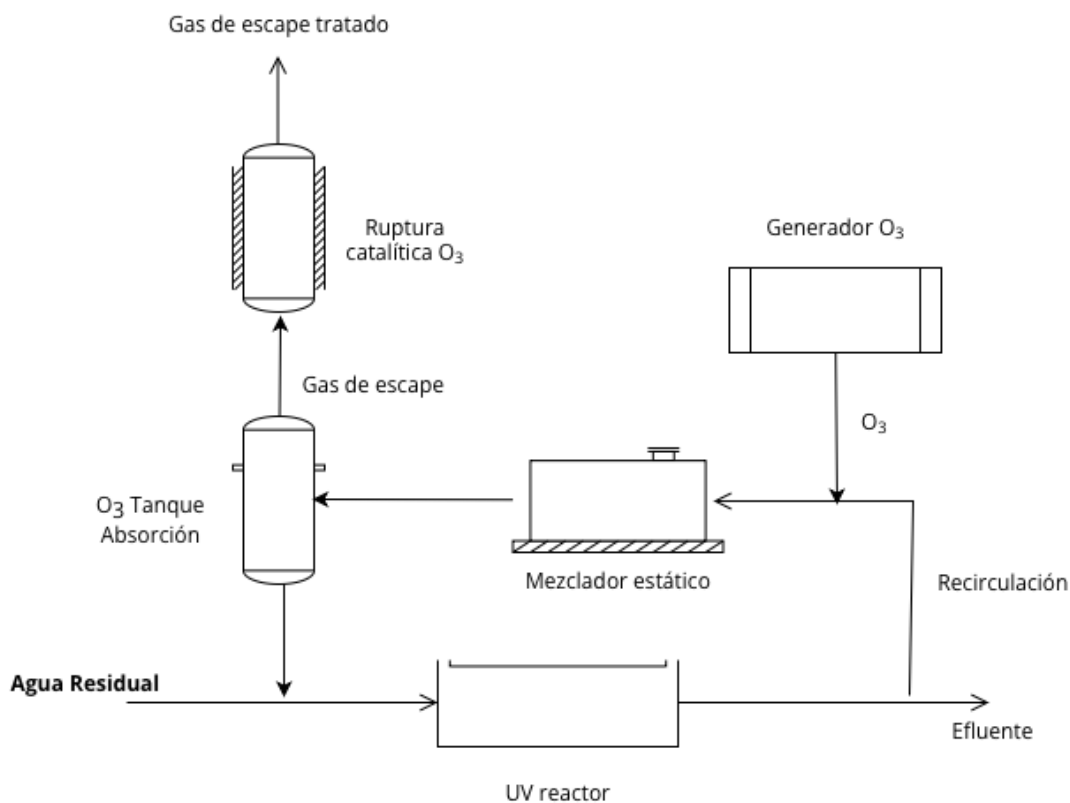 Gas de escape tratado
Ruptura
catalítica O₃
Generador O₃
Gas de escape
O₃
O₃ Tanque
Absorción
Mezclador estático
Recirculación
Agua Residual
Efluente
UV reactor